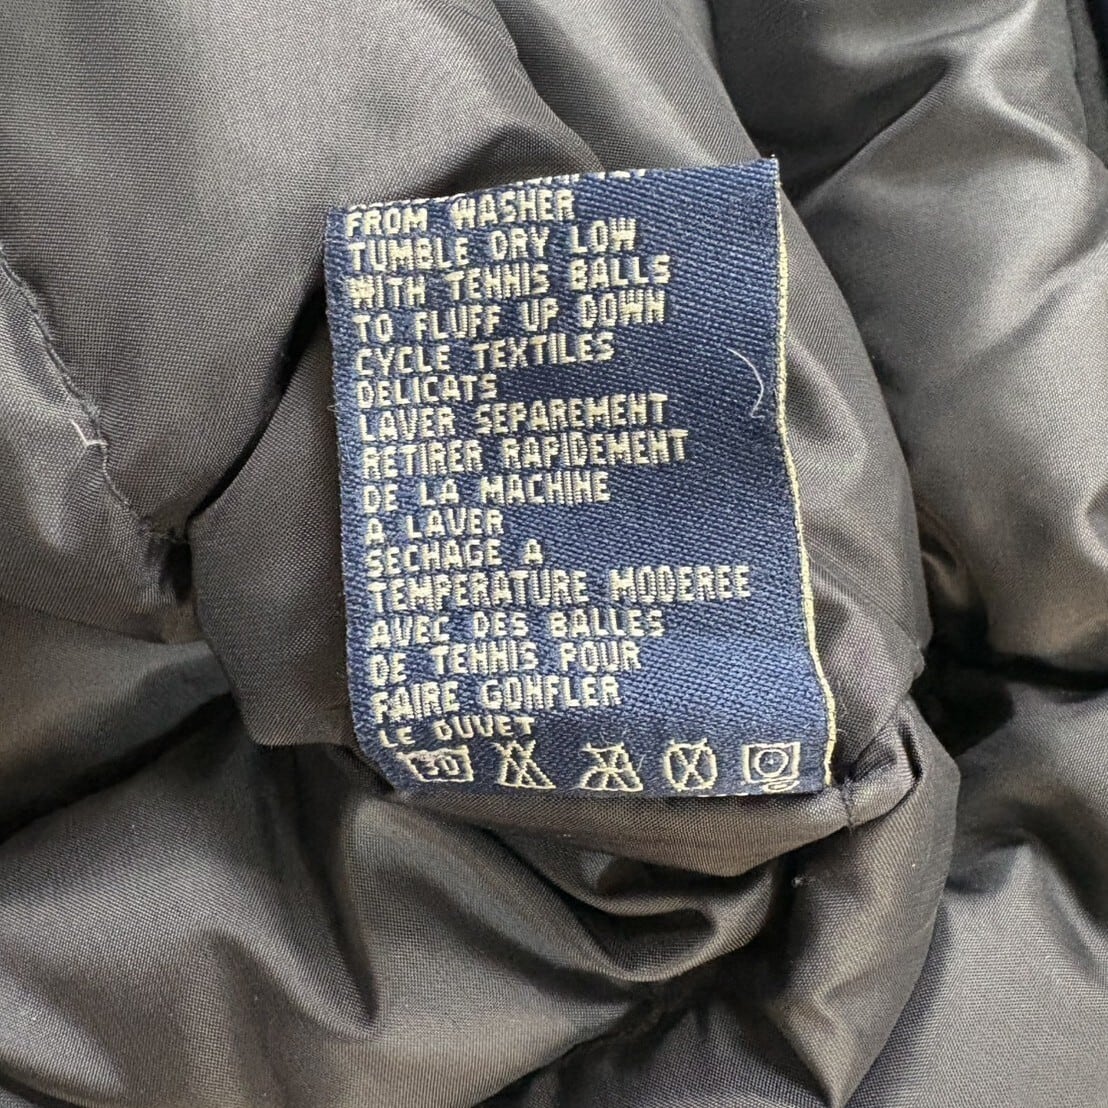 FROM WASHER
TUMBLE DRY LOW
WITH TENNIS BALLS
TO FLUFF UP DOWN
CYCLE TEXTILES
DELICATS
LAVER SEPAREMENT
RETIRER RAPIDEMENT
DE LA MACHINE
A LAVER
SECHAGE A
TEMPERATURE MODEREE
AVEC DES BALLES
DE TENNIS POUR
FAIRE GONFLER
LE DUVET
30